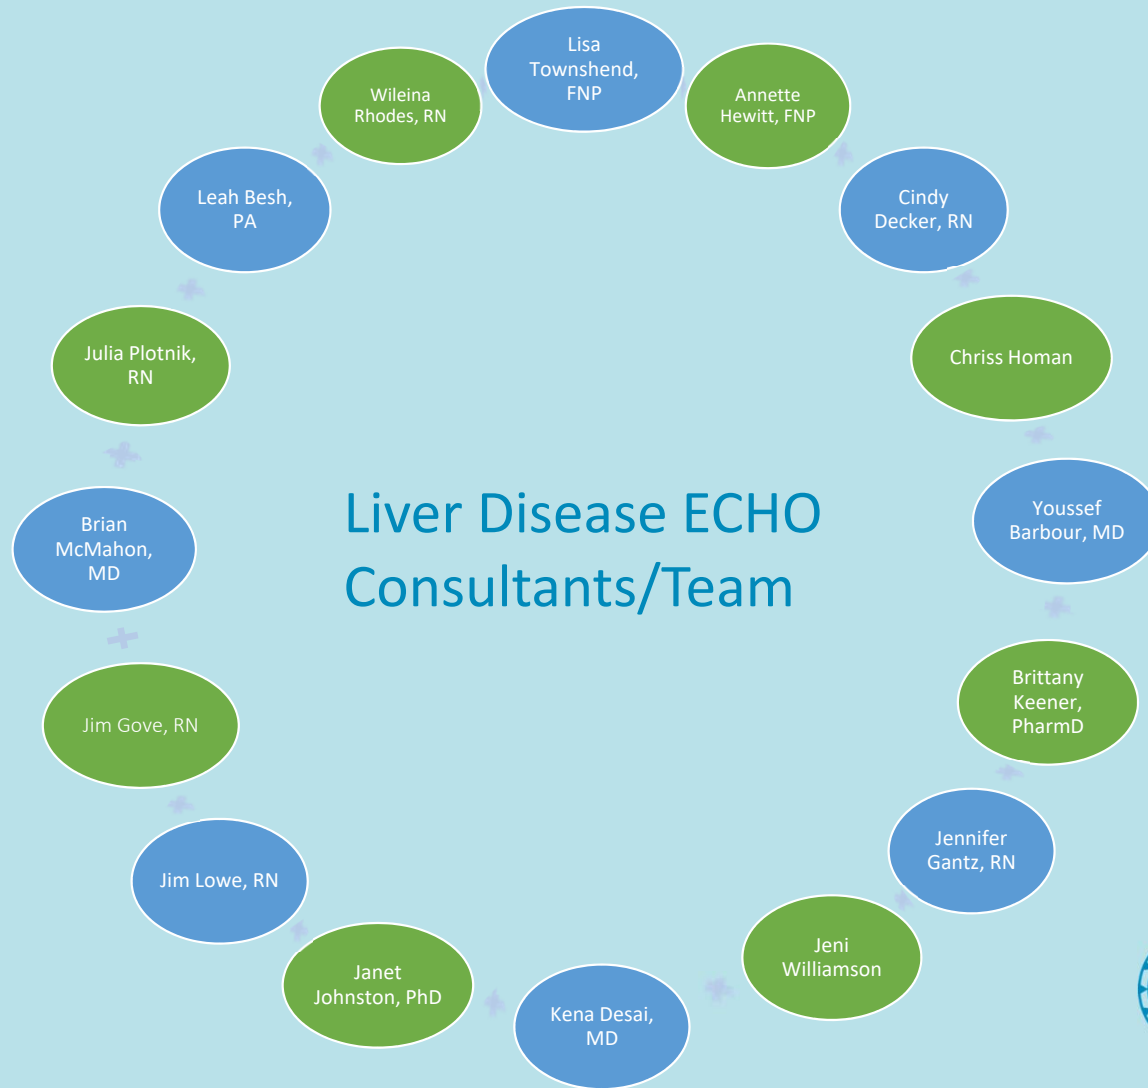 Lisa
Townshend,
FNP
Annette
Hewitt, FNP
Cindy
Decker, RN
Chriss Homan
Youssef
Barbour, MD
Brittany
Keener,
PharmD
Jennifer
Gantz, RN
Jeni
Williamson
Kena Desai,
MD
Janet
Johnston, PhD
Jim Lowe, RN
Jim Gove, RN
Brian
McMahon,
MD
Julia Plotnik,
RN
Leah Besh,
PA
Wileina
Rhodes, RN
Liver Disease ECHO
Consultants/Team